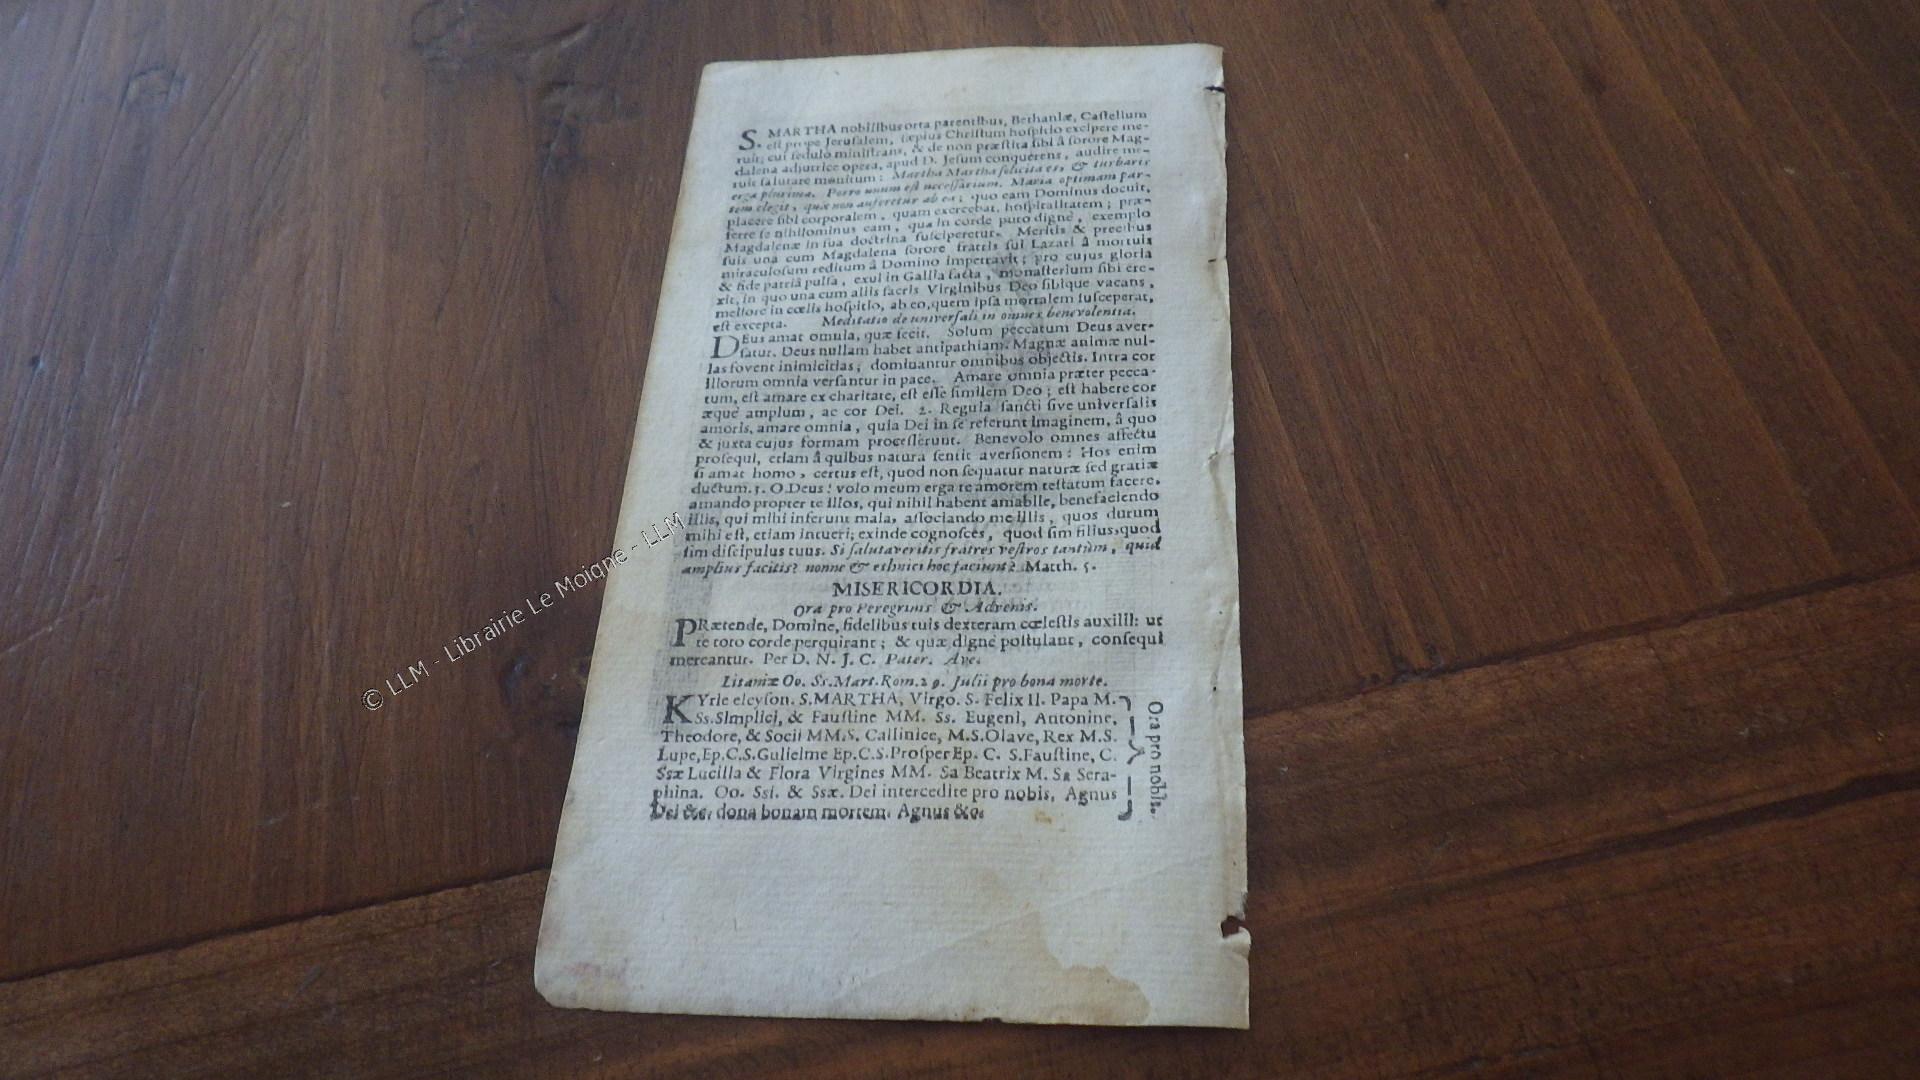 S. MARTHA nobilibus orta parentibus, Bethaniæ, Castellum
est prope Jerusalem, sæpius Christum hospitio excipere me-
ruit; cui sedulo ministrans, & de non præstita sibi â sorore Mag-
dalena adjutrice opera, apud D. Jesum conquerens, audire me-
ruit salutare monitum: Martha Martha solicita es, & turbaris
erga plurima. Porro unum est necessarium. Maria optimam par-
tem elegit, quæ non auferetur ab ea; quo eam Dominus docuit,
placere sibi corporalem, quam exercebat, hospitalitatem; præ-
ferre se nihilominus eam, qua in corde puro digne, exemplo
Magdalenæ in sua doctrina susciperetur. Meritis & precibus
suis una cum Magdalena sorore fratris sui Lazari â mortuis
miraculosum reditum â Domino impetravit; pro cujus gloria
& fide patriâ pulsa, exul in Gallia facta, monasterium sibi ere-
xit, in quo una cum aliis sacris Virginibus Deo sibique vacans,
meliore in cœlis hospitio, ab eo, quem ipsa mortalem susceperat,
est excepta. Meditatio de universali in omnes benevolentia.
DEus amat omnia, quæ fecit. Solum peccatum Deus aver-
satur. Deus nullam habet antipathiam. Magnæ animæ nul-
las fovent inimicitias; dominantur omnibus objectis. Intra cor
illorum omnia versantur in pace. Amare omnia præter pecca-
tum, est amare ex charitate, est esse similem Deo; est habere cor
æque amplum, ac cor Dei. 2. Regula sancti sive universalis
amoris, amare omnia, quia Dei in se referunt imaginem, â quo
& juxta cujus formam processerunt. Benevolo omnes affectu
prosequi, etiam â quibus natura sentit aversionem: Hos enim
si amat homo, certus est, quod non sequatur naturæ sed gratiæ
ductum. 3. O Deus! volo meum erga te amorem testatum facere,
amando propter te illos, qui nihil habent amabile, benefaciendo
illis, qui mihi inferunt mala, associando me illis, quos durum
mihi est, etiam intueri; exinde cognosces, quod sim filius, quod
sim discipulus tuus. Si salutaveritis fratres vestros tantùm, quid
amplius facitis? nonne & ethnici hoc faciunt? Matth. 5.
MISERICORDIA.
Ora pro Peregrinis & Advenis.
PRætende, Domine, fidelibus tuis dexteram cœlestis auxilii: ut
te toto corde perquirant; & quæ digne postulant, consequi
mereantur. Per D. N. J. C. Pater. Ave.
Litaniæ Oo. Ss. Mart. Rom. 29. Julii pro bona morte.
KYrie eleyson. S. MARTHA, Virgo. S. Felix II. Papa M.
Ss. Simplici, & Faustine MM. Ss. Eugeni, Antonine,
Theodore, & Socii MM. S. Callinice, M. S. Olave, Rex M. S.
Lupe, Ep. C. S. Gulielme Ep. C. S. Prosper Ep. C. S. Faustine, C.
Ssæ Lucilla & Flora Virgines MM. Sa Beatrix M. Sa Sera-
phina. Oo. Ssi. & Ssæ. Dei intercedite pro nobis, Agnus
Dei &c. dona bonam mortem. Agnus &c.
Ora pro nobis.
© LLM - Librairie Le Moigne - LLM